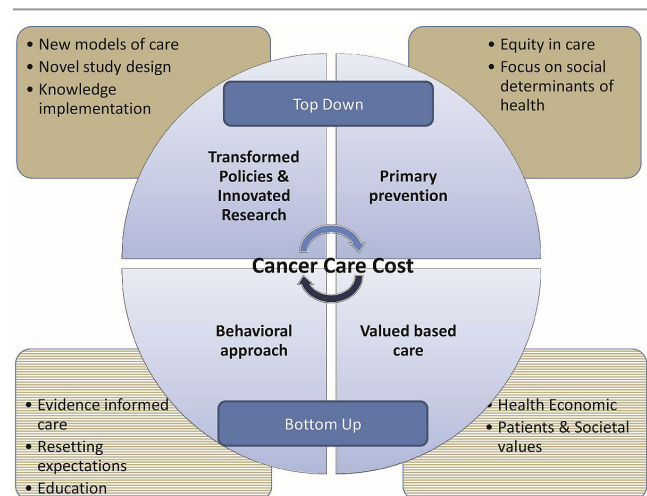 • New models of care
• Novel study design
• Knowledge
implementation
• Equity in care
• Focus on social
determinants of
health
Top Down
Transformed
Policies &
Innovated
Research
Primary
prevention
Cancer Care Cost
Behavioral
approach
Valued based
care
Bottom Up
• Evidence informed
care
• Resetting
expectations
• Education
• Health Economic
• Patients & Societal
values